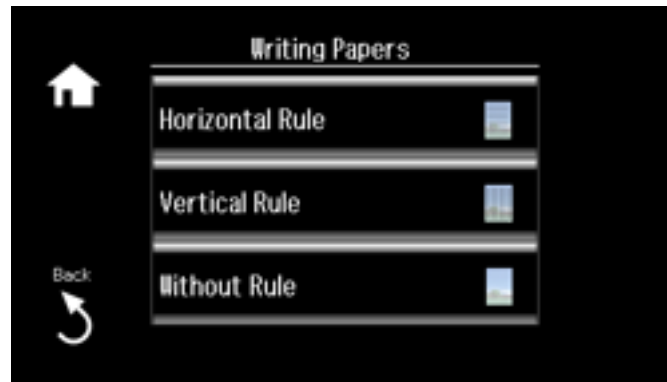 Writing Papers
Horizontal Rule
Vertical Rule
Back
Without Rule